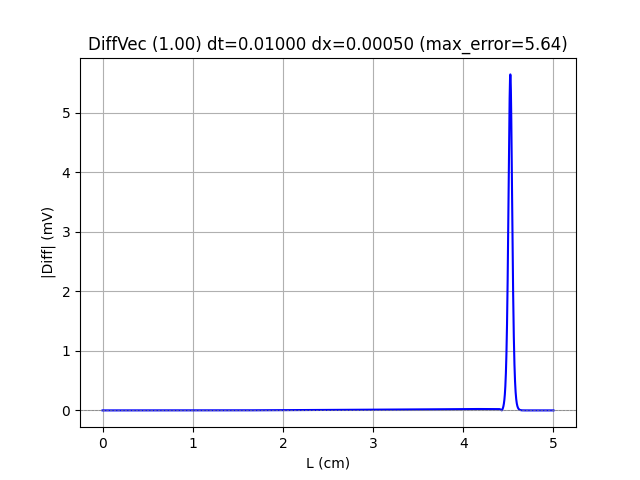 DiffVec (1.00) dt=0.01000 dx=0.00050 (max_error=5.64)
|Diff| (mV)
5
4
3
2
1
0
0 1 2 3 4 5
L (cm)